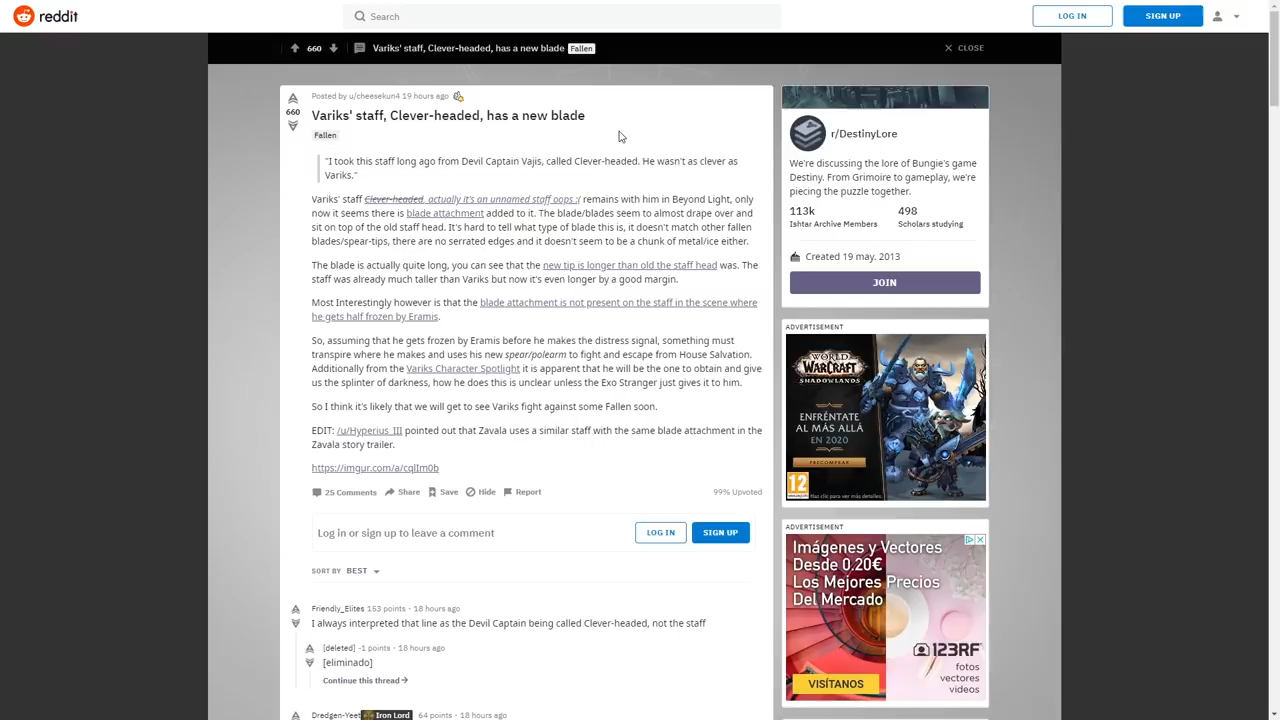 reddit
Search
LOG IN
SIGN UP
660
Variks' staff, Clever-headed, has a new blade
Fallen
CLOSE
Posted by u/cheesekun4 19 hours ago
660
Variks' staff, Clever-headed, has a new blade
Fallen
"I took this staff long ago from Devil Captain Vajis, called Clever-headed. He wasn't as clever as
Variks."
Variks' staff Clever-headed, actually it's an unnamed staff oops :/ remains with him in Beyond Light, only
now it seems there is blade attachment added to it. The blade/blades seem to almost drape over and
sit on top of the old staff head. It's hard to tell what type of blade this is, it doesn't match other fallen
blades/spear-tips, there are no serrated edges and it doesn't seem to be a chunk of metal/ice either.
The blade is actually quite long, you can see that the new tip is longer than old the staff head was. The
staff was already much taller than Variks but now it's even longer by a good margin.
Most Interestingly however is that the blade attachment is not present on the staff in the scene where
he gets half frozen by Eramis.
So, assuming that he gets frozen by Eramis before he makes the distress signal, something must
transpire where he makes and uses his new spear/polearm to fight and escape from House Salvation.
Additionally from the Variks Character Spotlight it is apparent that he will be the one to obtain and give
us the splinter of darkness, how he does this is unclear unless the Exo Stranger just gives it to him.
So I think it's likely that we will get to see Variks fight against some Fallen soon.
EDIT: /u/Hyperius_III pointed out that Zavala uses a similar staff with the same blade attachment in the
Zavala story trailer.
https://imgur.com/a/cqlIm0b
25 Comments Share Save Hide Report 99% Upvoted
Log in or sign up to leave a comment
LOG IN
SIGN UP
SORT BY BEST
Friendly_Elites 153 points · 18 hours ago
I always interpreted that line as the Devil Captain being called Clever-headed, not the staff
[deleted] -1 points · 18 hours ago
[eliminado]
Continue this thread
Dredgen-Yeet Iron Lord 64 points · 18 hours ago
r/DestinyLore
We're discussing the lore of Bungie's game
Destiny. From Grimoire to gameplay, we're
piecing the puzzle together.
113k 498
Ishtar Archive Members Scholars studying
Created 19 may. 2013
JOIN
ADVERTISEMENT
WORLD OF
WARCRAFT
SHADOWLANDS
ENFRÉNTATE
AL MÁS ALLÁ
EN 2020
PRECOMPRAR
12
Haz clic para ver más detalles
ADVERTISEMENT
Imágenes y Vectores
Desde 0.20€
Los Mejores Precios
Del Mercado
123RF
fotos
vectores
videos
VISÍTANOS